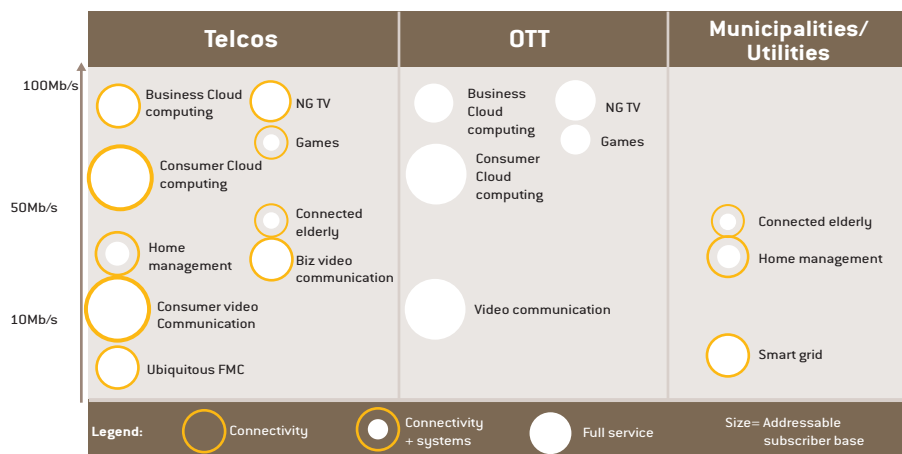 Telcos
OTT
Municipalities/
Utilities
100Mb/s
50Mb/s
10Mb/s
Business Cloud
computing
NG TV
Games
Consumer Cloud
computing
Connected
elderly
Home
management
Biz video
communication
Consumer video
Communication
Ubiquitous FMC
Business
Cloud
computing
NG TV
Games
Consumer
Cloud
computing
Video communication
Connected elderly
Home management
Smart grid
Legend:
Connectivity
Connectivity
+ systems
Full service
Size= Addressable
subscriber base